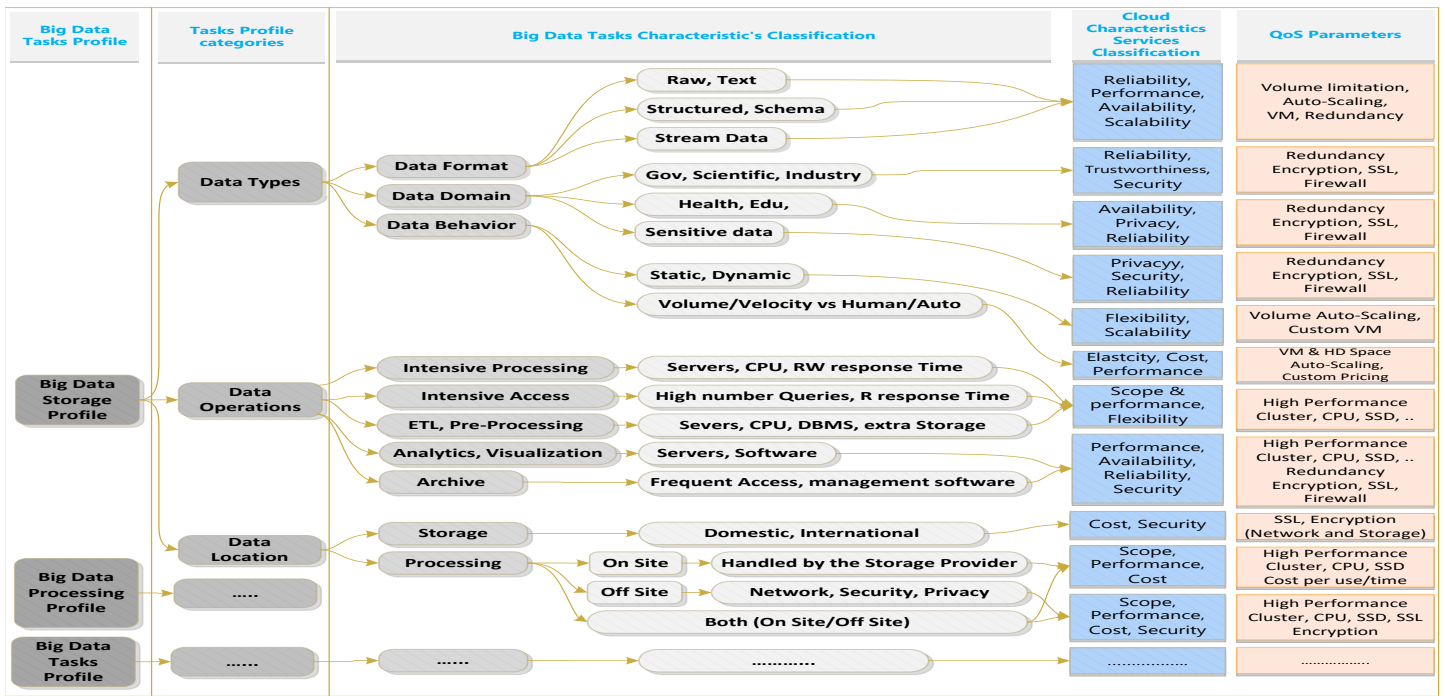 Big Data
Tasks Profile
Tasks Profile
categories
Big Data Tasks Characteristic's Classification
Cloud
Characteristics
Services
Classification
QoS Parameters
Big Data
Storage
Profile
Big Data
Processing
Profile
Big Data
Tasks
Profile
Data Types
Data
Operations
Data
Location
.....
......
Data Format
Data Domain
Data Behavior
Intensive Processing
Intensive Access
ETL, Pre-Processing
Analytics, Visualization
Archive
Storage
Processing
......
Raw, Text
Structured, Schema
Stream Data
Gov, Scientific, Industry
Health, Edu,
Sensitive data
Static, Dynamic
Volume/Velocity vs Human/Auto
Servers, CPU, RW response Time
High number Queries, R response Time
Severs, CPU, DBMS, extra Storage
Servers, Software
Frequent Access, management software
Domestic, International
On Site
Handled by the Storage Provider
Off Site
Network, Security, Privacy
Both (On Site/Off Site)
............
Reliability,
Performance,
Availability,
Scalability
Reliability,
Trustworthiness,
Security
Availability,
Privacy,
Reliability
Privacyy,
Security,
Reliability
Flexibility,
Scalability
Elastcity, Cost,
Performance
Scope &
performance,
Flexibility
Performance,
Availability,
Reliability,
Security
Cost, Security
Scope,
Performance,
Cost
Scope,
Performance,
Cost, Security
.................
Volume limitation,
Auto-Scaling,
VM, Redundancy
Redundancy
Encryption, SSL,
Firewall
Redundancy
Encryption, SSL,
Firewall
Redundancy
Encryption, SSL,
Firewall
Volume Auto-Scaling,
Custom VM
VM & HD Space
Auto-Scaling,
Custom Pricing
High Performance
Cluster, CPU, SSD, ..
High Performance
Cluster, CPU, SSD, ..
Redundancy
Encryption, SSL,
Firewall
SSL, Encryption
(Network and Storage)
High Performance
Cluster, CPU, SSD
Cost per use/time
High Performance
Cluster, CPU, SSD, SSL
Encryption
................